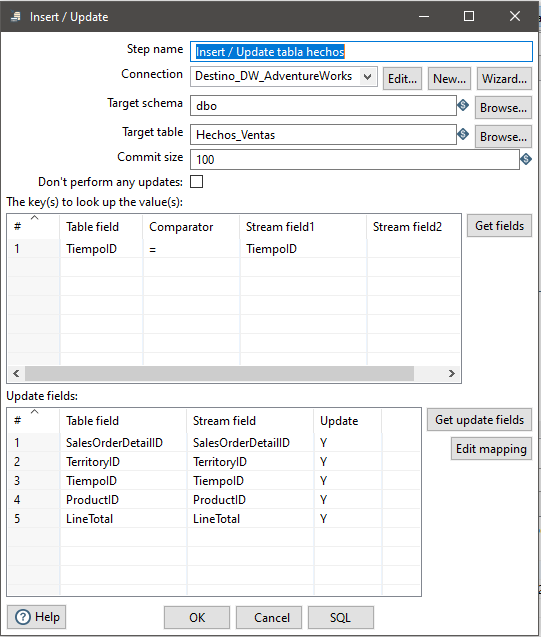 Insert / Update
Step name Insert / Update tabla hechos
Connection Destino_DW_AdventureWorks Edit... New... Wizard...
Target schema dbo Browse...
Target table Hechos_Ventas Browse...
Commit size 100
Don't perform any updates:
The key(s) to look up the value(s):
# Table field Comparator Stream field1 Stream field2 Get fields
1 TiempoID = TiempoID
Update fields:
# Table field Stream field Update Get update fields
1 SalesOrderDetailID SalesOrderDetailID Y Edit mapping
2 TerritoryID TerritoryID Y
3 TiempoID TiempoID Y
4 ProductID ProductID Y
5 LineTotal LineTotal Y
Help OK Cancel SQL